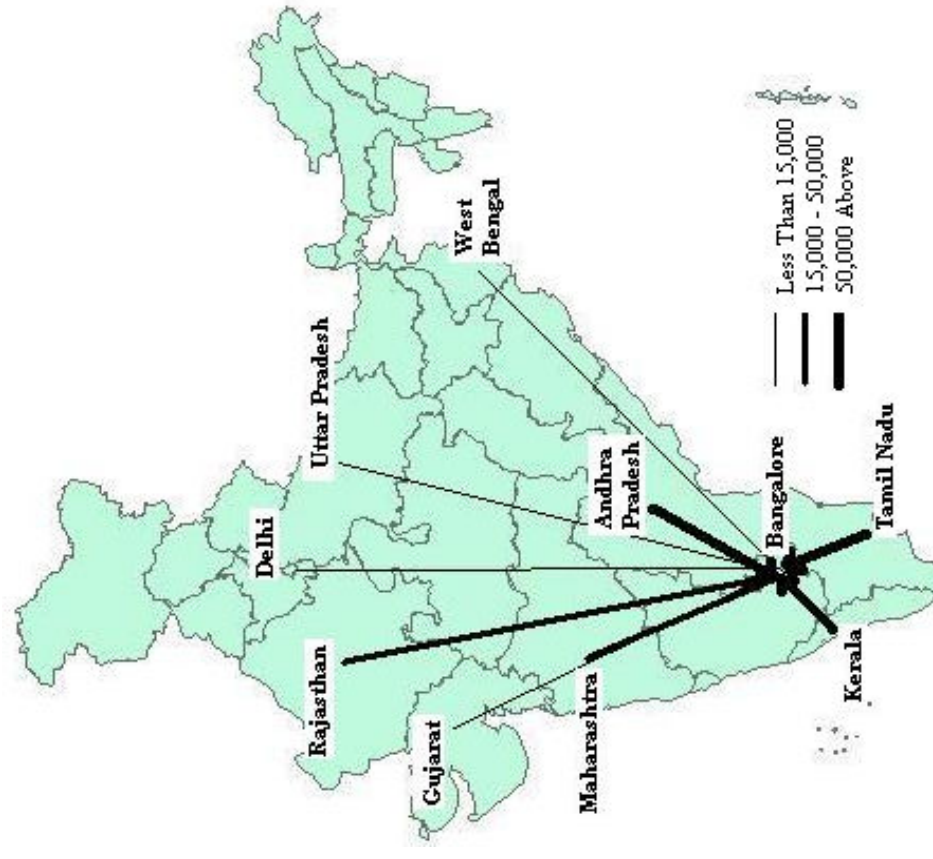 Delhi
Uttar Pradesh
Rajasthan
Gujarat
West
Bengal
Maharashtra
Andhra
Pradesh
Bangalore
Kerala
Tamil Nadu
Less Than 15,000
15,000 - 50,000
50,000 Above